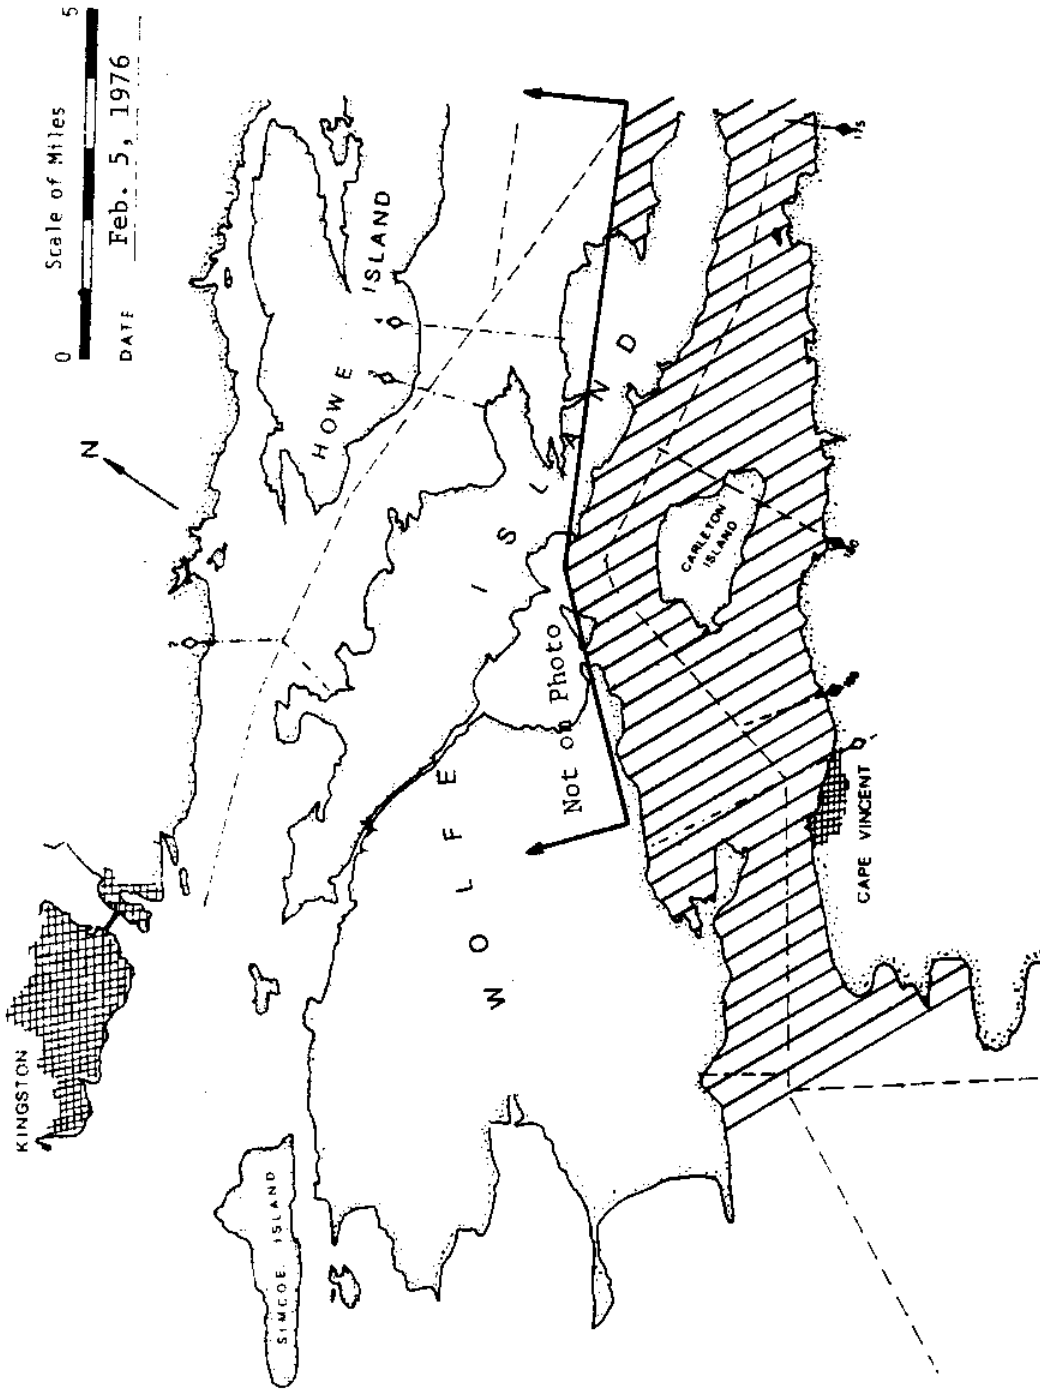 0 5
Scale of Miles
DATE Feb. 5, 1976
N
KINGSTON
HOWE ISLAND
SIMCOE ISLAND
WOLFE ISLAND
Not on Photo
CARLETON
ISLAND
CAPE VINCENT